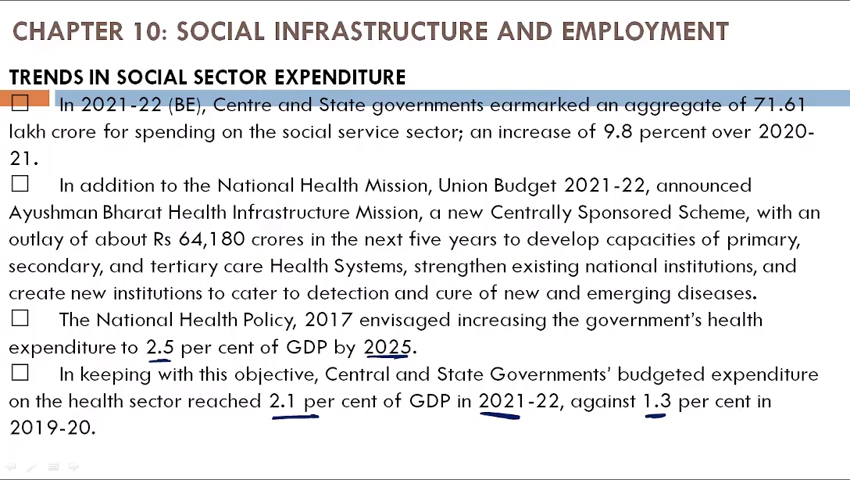 CHAPTER 10: SOCIAL INFRASTRUCTURE AND EMPLOYMENT
TRENDS IN SOCIAL SECTOR EXPENDITURE
☐ In 2021-22 (BE), Centre and State governments earmarked an aggregate of 71.61
lakh crore for spending on the social service sector; an increase of 9.8 percent over 2020-
21.
☐ In addition to the National Health Mission, Union Budget 2021-22, announced
Ayushman Bharat Health Infrastructure Mission, a new Centrally Sponsored Scheme, with an
outlay of about Rs 64,180 crores in the next five years to develop capacities of primary,
secondary, and tertiary care Health Systems, strengthen existing national institutions, and
create new institutions to cater to detection and cure of new and emerging diseases.
☐ The National Health Policy, 2017 envisaged increasing the government's health
expenditure to 2.5 per cent of GDP by 2025.
☐ In keeping with this objective, Central and State Governments' budgeted expenditure
on the health sector reached 2.1 per cent of GDP in 2021-22, against 1.3 per cent in
2019-20.